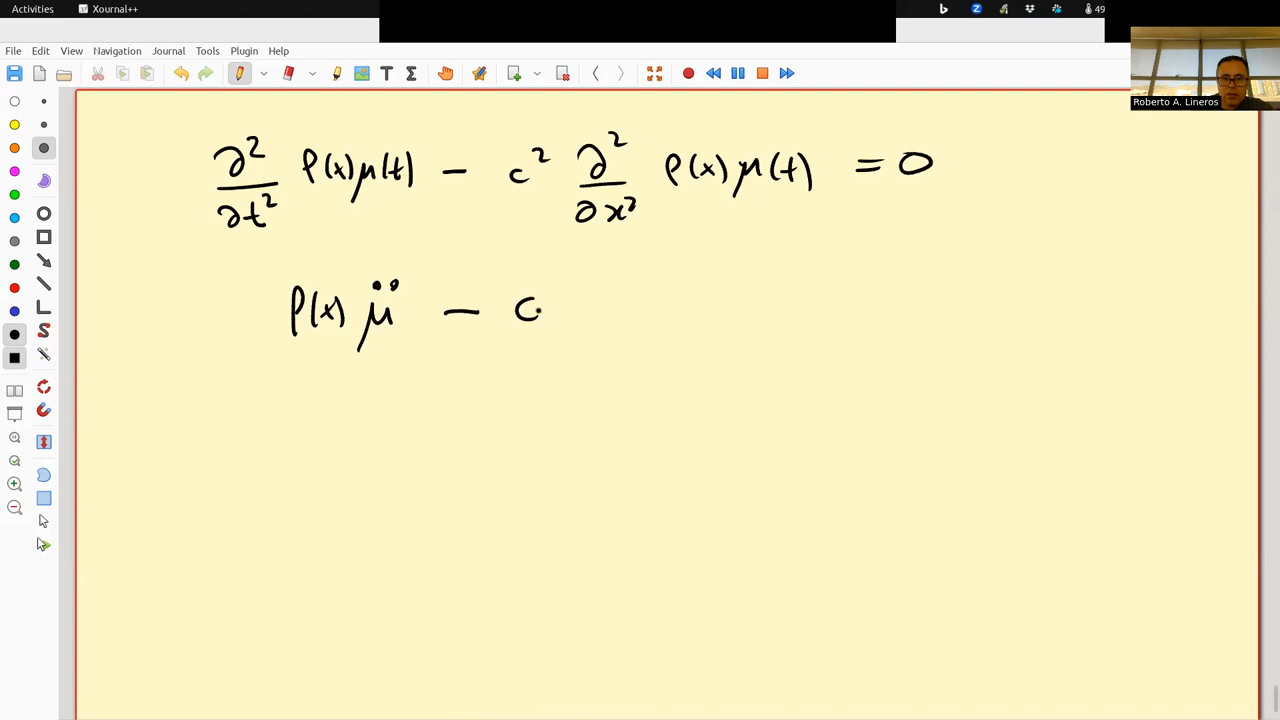 Activities Xournal++ 49
File Edit View Navigation Journal Tools Plugin Help
Roberto A. Lineros
∂²/∂t² ρ(x)μ(t) − c² ∂²/∂x² ρ(x)μ(t) = 0
ρ(x) μ̈ − c